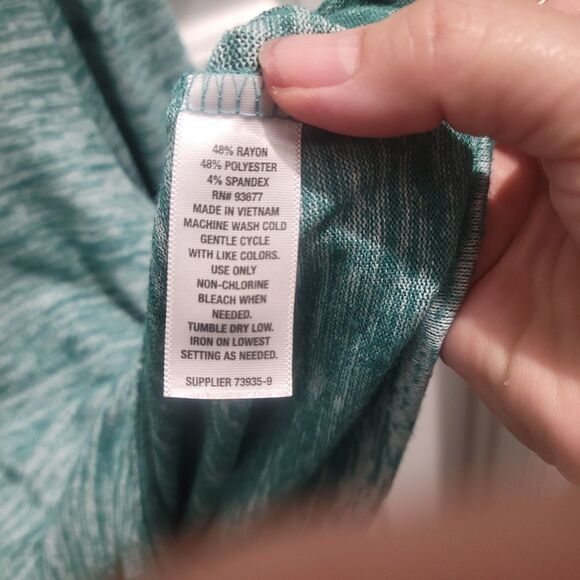 48% RAYON
48% POLYESTER
4% SPANDEX
RN# 93677
MADE IN VIETNAM
MACHINE WASH COLD
GENTLE CYCLE
WITH LIKE COLORS.
USE ONLY
NON-CHLORINE
BLEACH WHEN
NEEDED.
TUMBLE DRY LOW.
IRON ON LOWEST
SETTING AS NEEDED.
SUPPLIER 73935-9